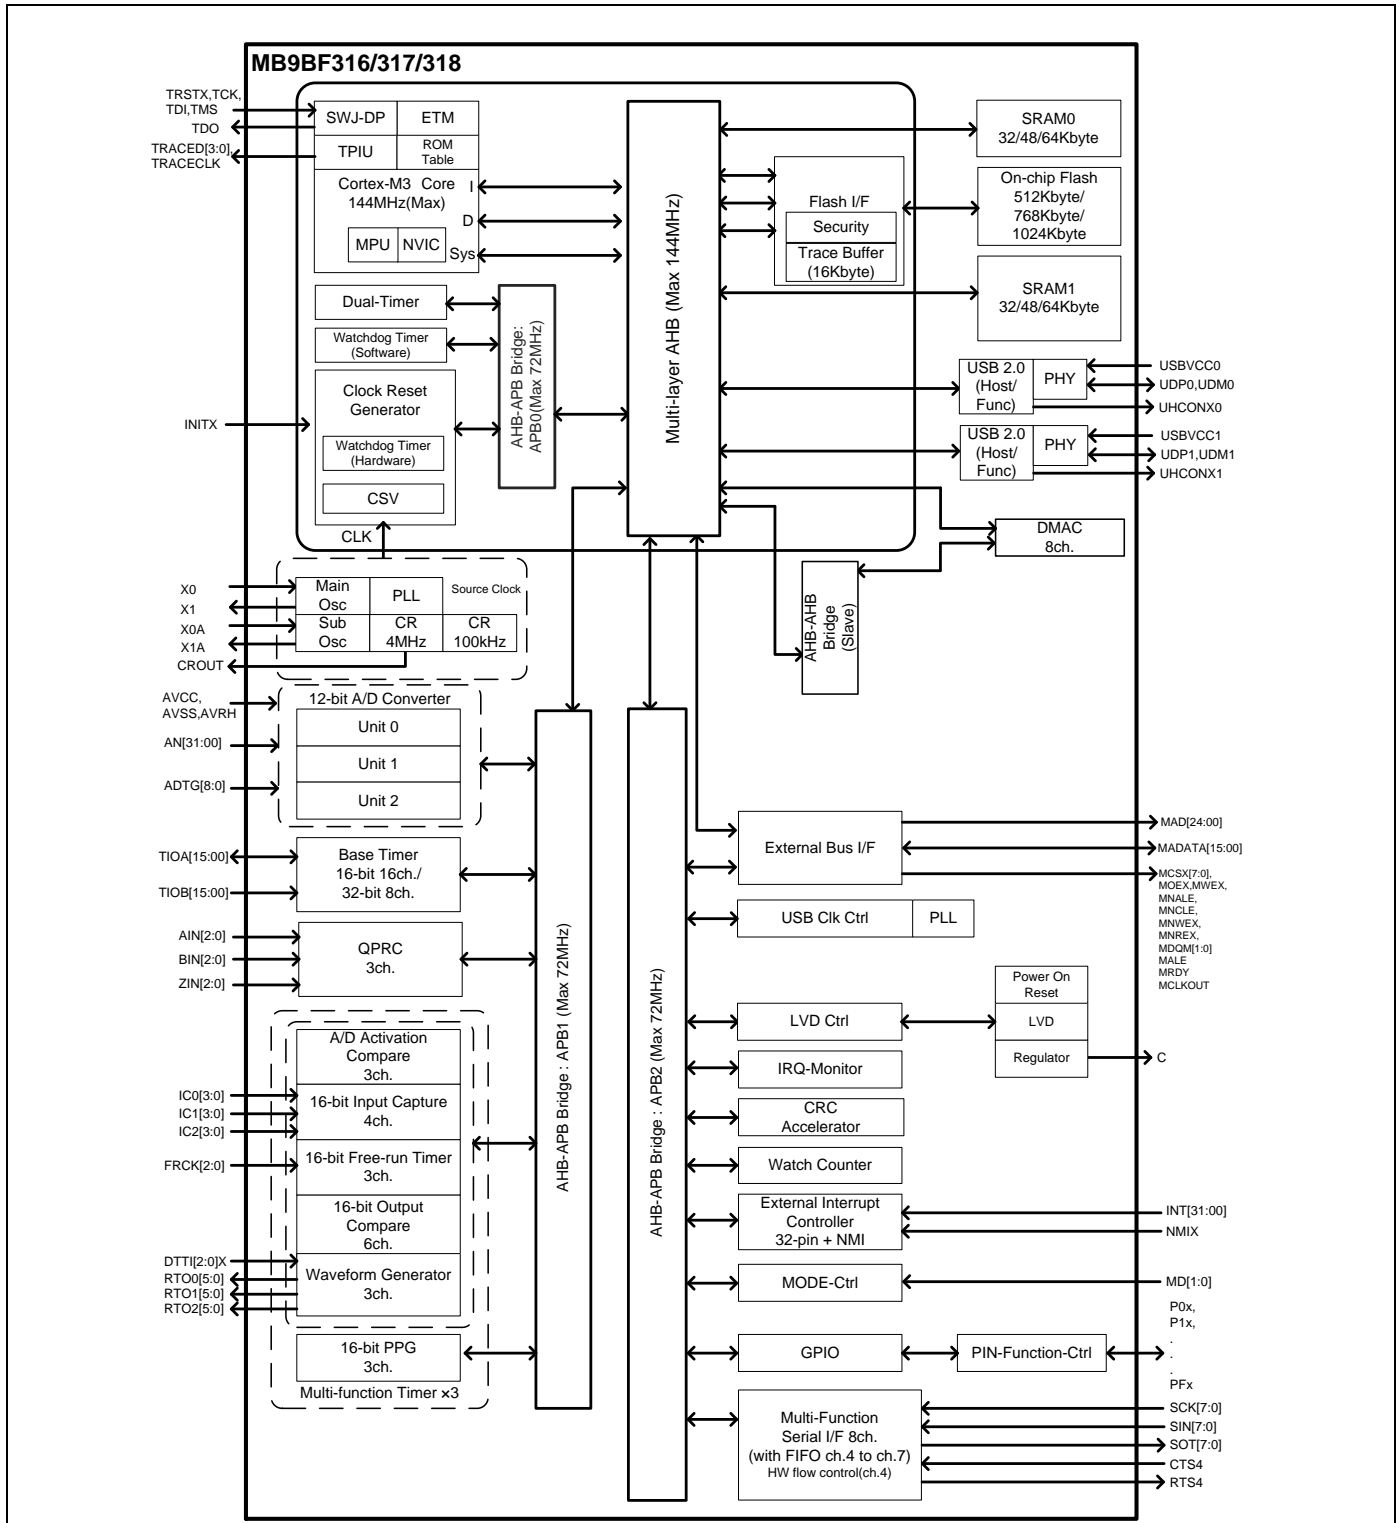 MB9BF316/317/318
TRSTX,TCK,
TDI,TMS
TDO
TRACED[3:0],
TRACECLK
SWJ-DP
ETM
TPIU
ROM
Table
Cortex-M3 Core
144MHz(Max)
I
D
Sys
MPU
NVIC
Dual-Timer
Watchdog Timer
(Software)
Clock Reset
Generator
Watchdog Timer
(Hardware)
CSV
INITX
CLK
AHB-APB Bridge:
APB0(Max 72MHz)
Multi-layer AHB (Max 144MHz)
Flash I/F
Security
Trace Buffer
(16Kbyte)
SRAM0
32/48/64Kbyte
On-chip Flash
512Kbyte/
768Kbyte/
1024Kbyte
SRAM1
32/48/64Kbyte
USB 2.0
(Host/
Func)
PHY
USBVCC0
UDP0,UDM0
UHCONX0
USB 2.0
(Host/
Func)
PHY
USBVCC1
UDP1,UDM1
UHCONX1
DMAC
8ch.
AHB-AHB
Bridge
(Slave)
X0
X1
X0A
X1A
CROUT
Main
Osc
PLL
Source Clock
Sub
Osc
CR
4MHz
CR
100kHz
AVCC,
AVSS,AVRH
AN[31:00]
ADTG[8:0]
12-bit A/D Converter
Unit 0
Unit 1
Unit 2
TIOA[15:00]
TIOB[15:00]
Base Timer
16-bit 16ch./
32-bit 8ch.
AIN[2:0]
BIN[2:0]
ZIN[2:0]
QPRC
3ch.
A/D Activation
Compare
3ch.
IC0[3:0]
IC1[3:0]
IC2[3:0]
16-bit Input Capture
4ch.
FRCK[2:0]
16-bit Free-run Timer
3ch.
16-bit Output
Compare
6ch.
DTTI[2:0]X
RTO0[5:0]
RTO1[5:0]
RTO2[5:0]
Waveform Generator
3ch.
16-bit PPG
3ch.
Multi-function Timer ×3
AHB-APB Bridge : APB1 (Max 72MHz)
AHB-APB Bridge : APB2 (Max 72MHz)
External Bus I/F
MAD[24:00]
MADATA[15:00]
MCSX[7:0],
MOEX,MWEX,
MNALE,
MNCLE,
MNWEX,
MNREX,
MDQM[1:0]
MALE
MRDY
MCLKOUT
USB Clk Ctrl
PLL
LVD Ctrl
Power On
Reset
LVD
Regulator
C
IRQ-Monitor
CRC
Accelerator
Watch Counter
External Interrupt
Controller
32-pin + NMI
INT[31:00]
NMIX
MODE-Ctrl
MD[1:0]
GPIO
PIN-Function-Ctrl
P0x,
P1x,
.
.
.
PFx
Multi-Function
Serial I/F 8ch.
(with FIFO ch.4 to ch.7)
HW flow control(ch.4)
SCK[7:0]
SIN[7:0]
SOT[7:0]
CTS4
RTS4